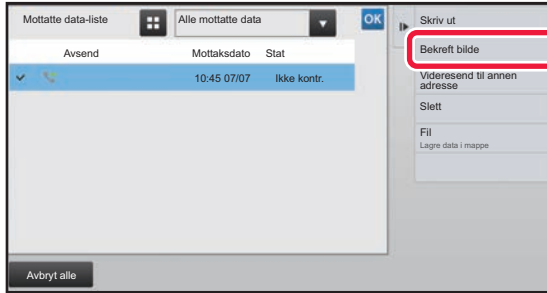 Mottatte data-liste
Alle mottatte data
OK
Avsend Mottaksdato Stat
10:45 07/07 Ikke kontr.
Skriv ut
Bekreft bilde
Videresend til annen
adresse
Slett
Fil
Lagre data i mappe
Avbryt alle